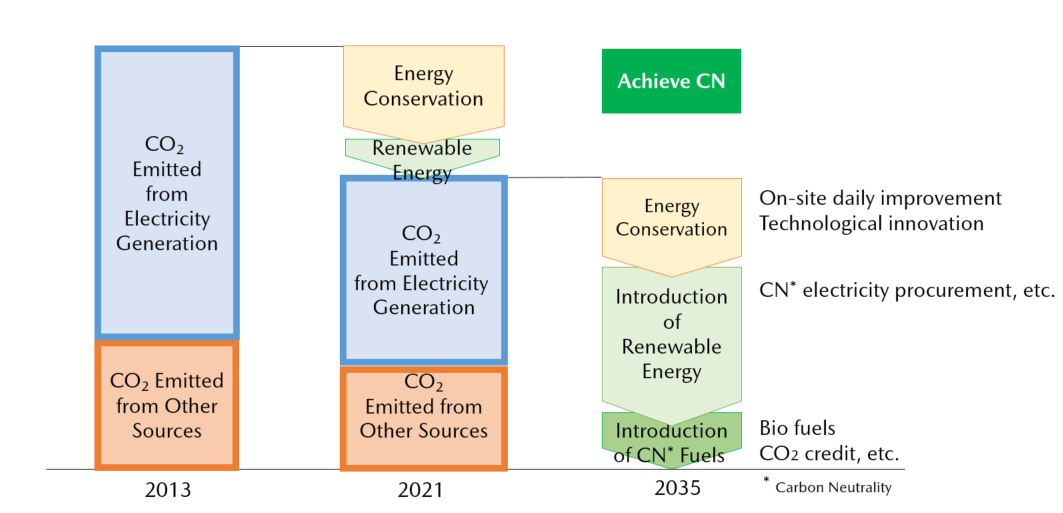 CO₂
Emitted
from
Electricity
Generation
CO₂ Emitted
from Other
Sources
2013
Energy
Conservation
Renewable
Energy
CO₂
Emitted
from Electricity
Generation
CO₂
Emitted from
Other Sources
2021
Achieve CN
Energy
Conservation
On-site daily improvement
Technological innovation
Introduction
of
Renewable
Energy
CN* electricity procurement, etc.
Introduction
of CN* Fuels
Bio fuels
CO2 credit, etc.
2035
* Carbon Neutrality